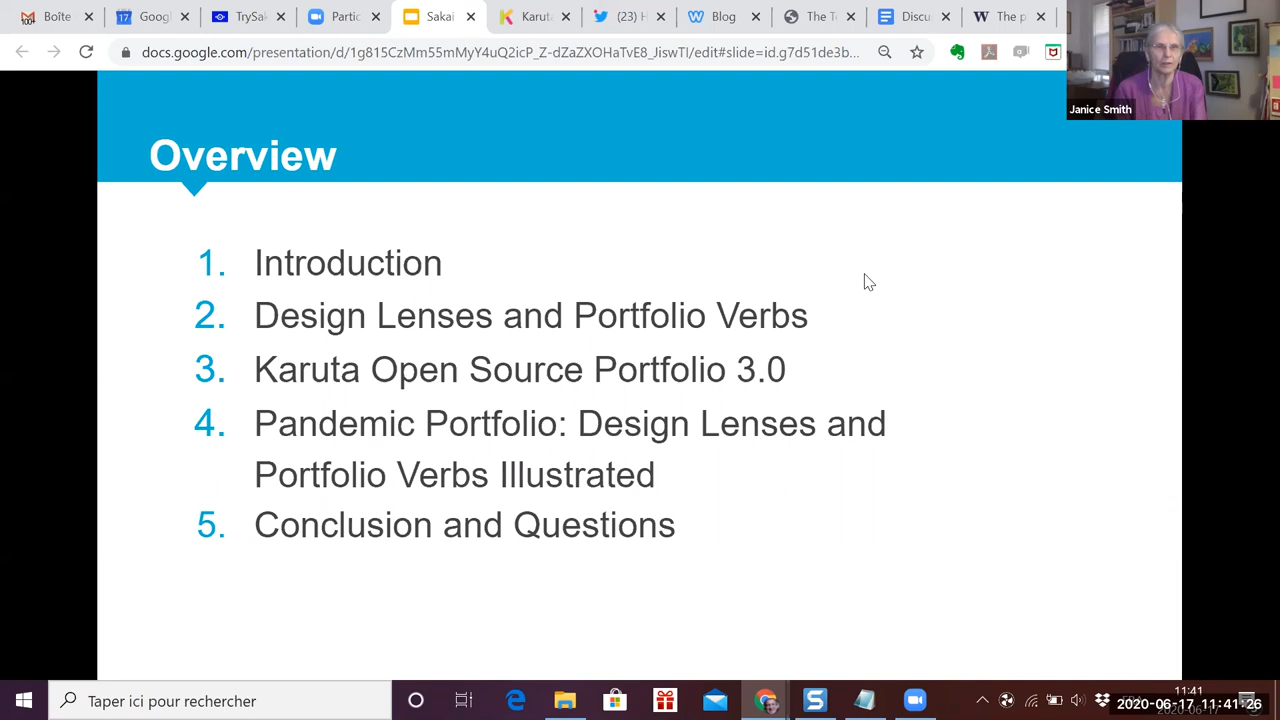 Boîte
Goog
TrySak
Parti
Sakai
Karut
(3) H
Blog
The T
Discu
The p
docs.google.com/presentation/d/1g815CzMm55mMyY4uQ2icP_Z-dZaZXOHaTvE8_JiswTI/edit#slide=id.g7d51de3b...
Janice Smith
Overview
1. Introduction
2. Design Lenses and Portfolio Verbs
3. Karuta Open Source Portfolio 3.0
4. Pandemic Portfolio: Design Lenses and
Portfolio Verbs Illustrated
5. Conclusion and Questions
Taper ici pour rechercher
11:41
2020-06-17 11:41:26